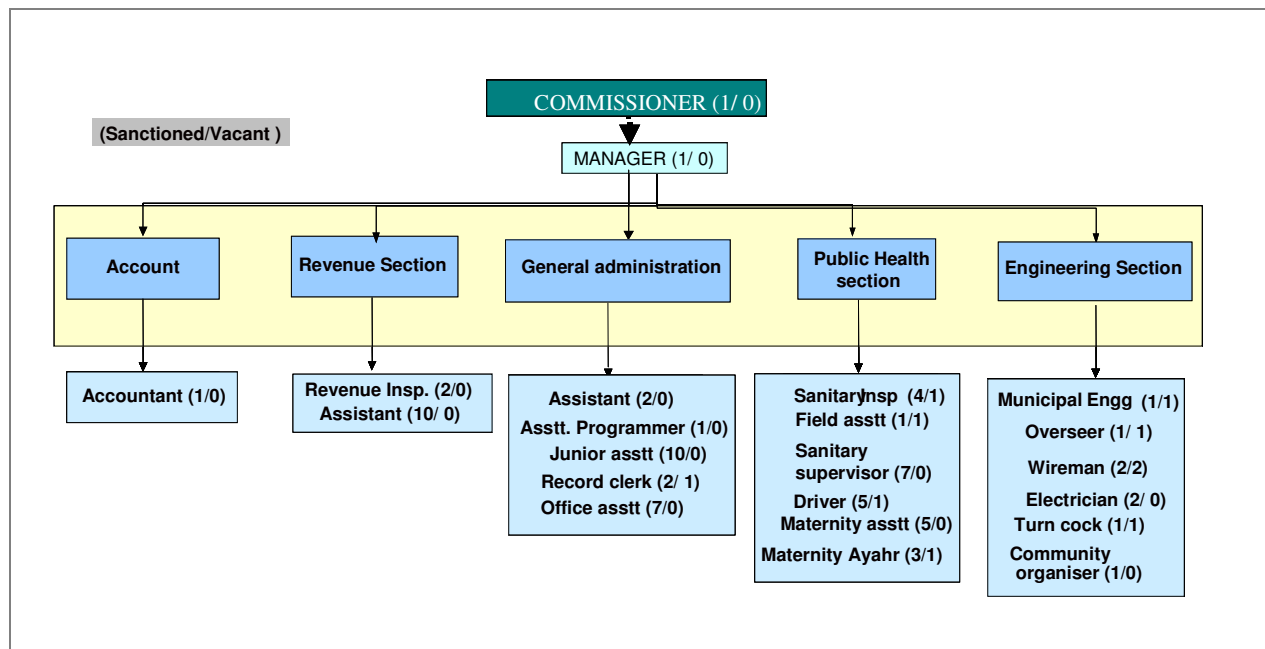 COMMISSIONER (1/ 0)
(Sanctioned/Vacant )
MANAGER (1/ 0)
Account
Revenue Section
General administration
Public Health
section
Engineering Section
Accountant (1/0)
Revenue Insp. (2/0)
Assistant (10/ 0)
Assistant (2/0)
Asstt. Programmer (1/0)
Junior asstt (10/0)
Record clerk (2/ 1)
Office asstt (7/0)
SanitaryInsp (4/1)
Field asstt (1/1)
Sanitary
supervisor (7/0)
Driver (5/1)
Maternity asstt (5/0)
Maternity Ayahr (3/1)
Municipal Engg (1/1)
Overseer (1/ 1)
Wireman (2/2)
Electrician (2/ 0)
Turn cock (1/1)
Community
organiser (1/0)